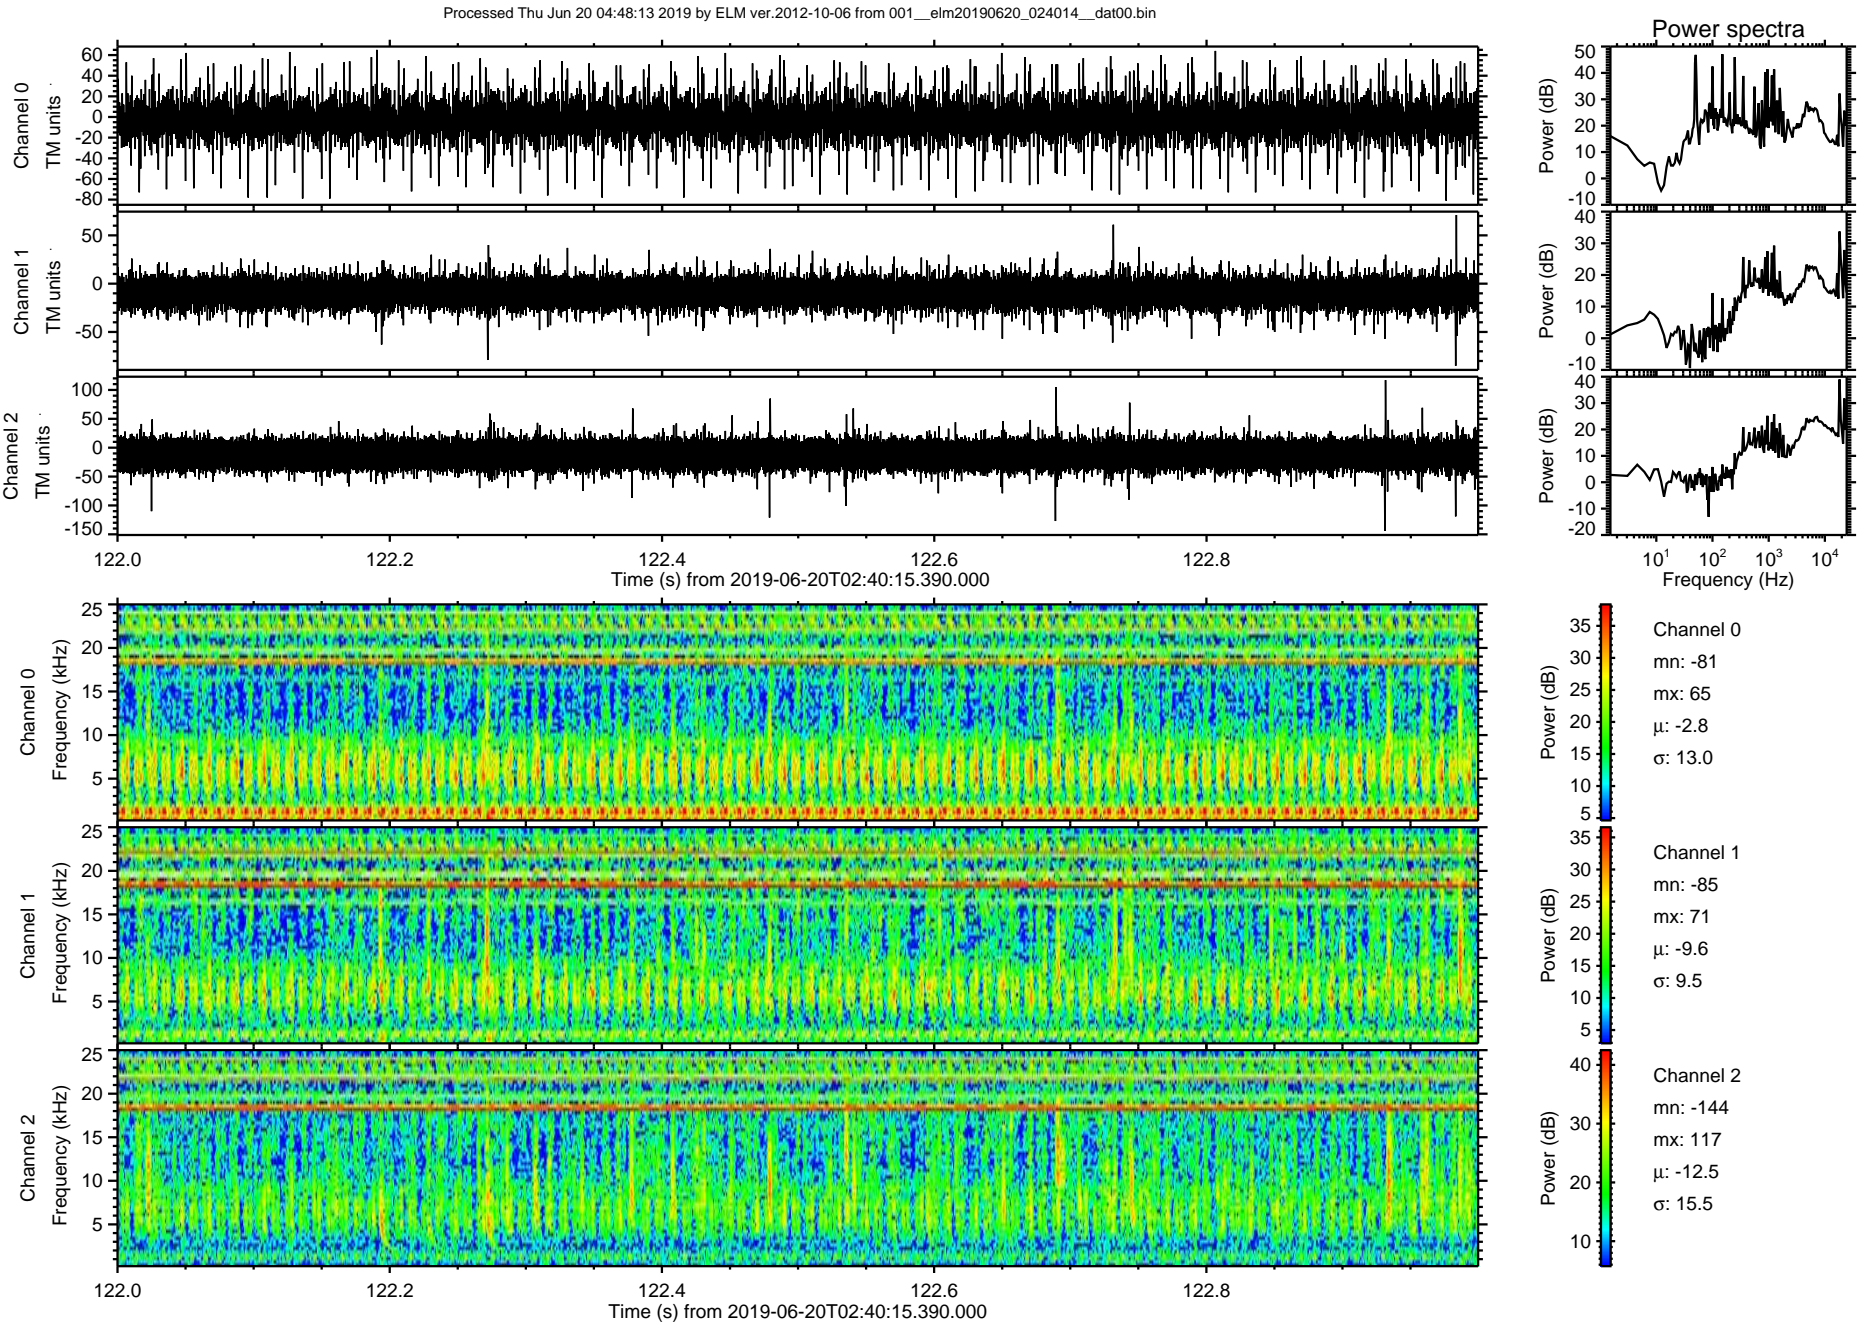 Processed Thu Jun 20 04:48:13 2019 by ELM ver.2012-10-06 from 001__elm20190620_024014__dat00.bin
Power spectra
Channel 0
TM units
60
40
20
0
-20
-40
-60
-80
Power (dB)
50
40
30
20
10
0
-10
Channel 1
TM units
50
0
-50
Power (dB)
40
30
20
10
0
-10
Channel 2
TM units
100
50
0
-50
-100
-150
Power (dB)
40
30
20
10
0
-10
-20
122.0 122.2 122.4 122.6 122.8
Time (s) from 2019-06-20T02:40:15.390.000
10^1 10^2 10^3 10^4
Frequency (Hz)
Channel 0
Frequency (kHz)
25
20
15
10
5
Power (dB)
35
30
25
20
15
10
5
Channel 0
mn: -81
mx: 65
μ: -2.8
σ: 13.0
Channel 1
Frequency (kHz)
25
20
15
10
5
Power (dB)
35
30
25
20
15
10
5
Channel 1
mn: -85
mx: 71
μ: -9.6
σ: 9.5
Channel 2
Frequency (kHz)
25
20
15
10
5
Power (dB)
40
30
20
10
Channel 2
mn: -144
mx: 117
μ: -12.5
σ: 15.5
122.0 122.2 122.4 122.6 122.8
Time (s) from 2019-06-20T02:40:15.390.000